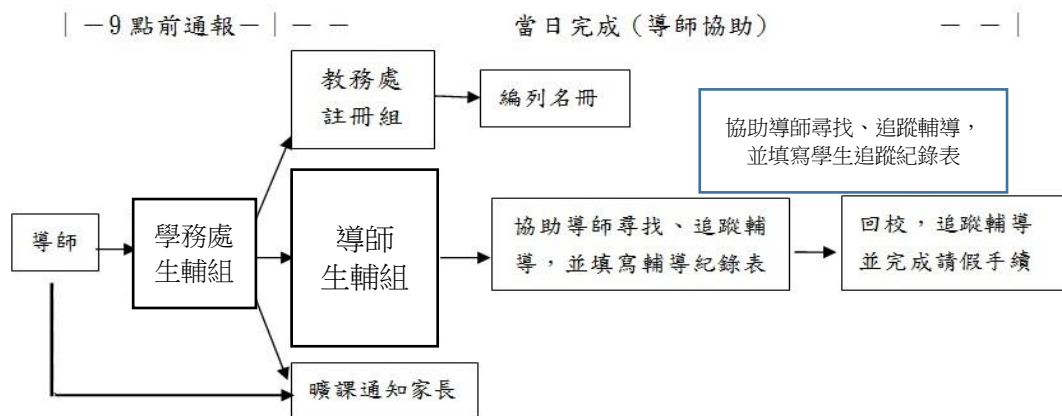 ｜－9 點前通報－｜－ － 當日完成(導師協助) － －｜
教務處
註冊組
編列名冊
協助導師尋找、追蹤輔導，
並填寫學生追蹤紀錄表
導師
學務處
生輔組
導師
生輔組
協助導師尋找、追蹤輔
導，並填寫輔導紀錄表
回校，追蹤輔導
並完成請假手續
曠課通知家長